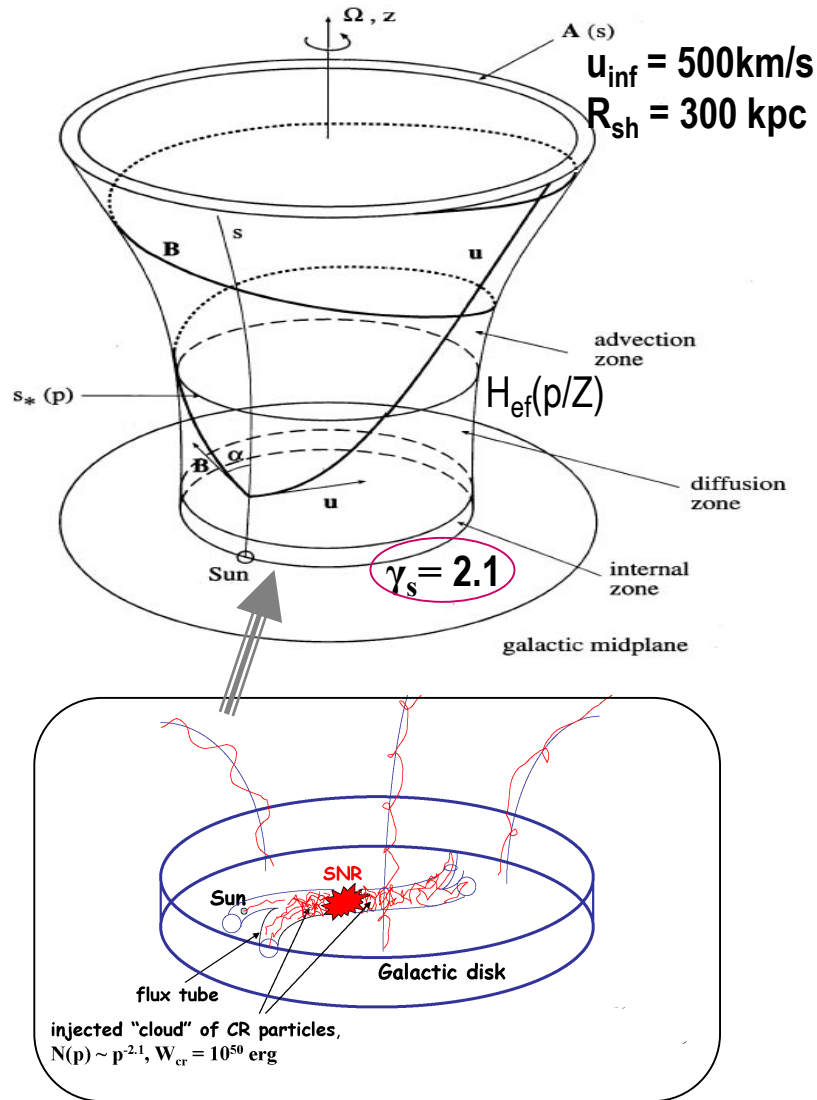 Ω , z
A (s)
u_inf = 500km/s
R_sh = 300 kpc
s
B
u
advection
zone
s* (p)
H_ef(p/Z)
B
α
diffusion
zone
u
Sun
γ_s = 2.1
internal
zone
galactic midplane
SNR
Sun
Galactic disk
flux tube
injected “cloud” of CR particles,
N(p) ~ p^-2.1, W_cr = 10^50 erg